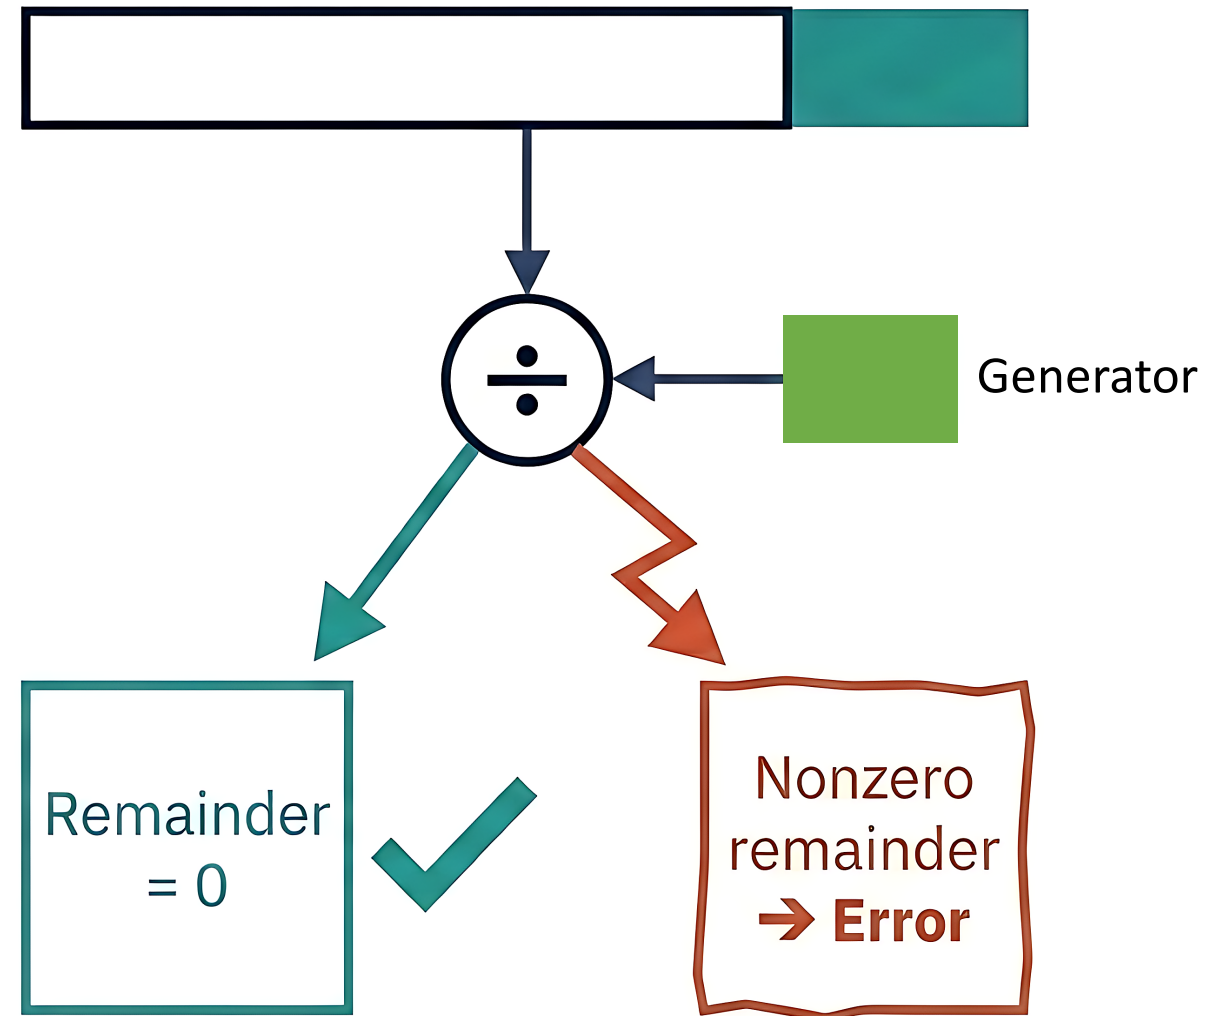 ÷
Generator
Remainder
= 0
Nonzero
remainder
→ Error